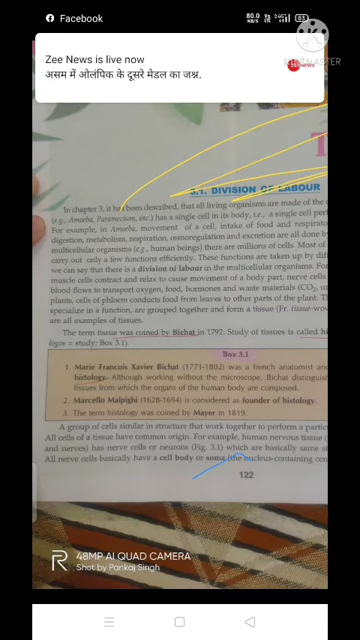 Facebook
80.0
KB/S
83
Zee News is live now
असम में ओलंपिक के दूसरे मेडल का जश्न.
ZEE NEWS
T
3.1. DIVISION OF LABOUR
In chapter 3, it has been described, that all living organisms are made of the
(e.g., Amoeba, Paramecium, etc.) has a single cell in its body, i.e., a single cell per
For example, in Amoeba, movement of a cell, intake of food and respirato
digestion, metabolism, respiration, osmoregulation and excretion are all done by
multicellular organisms (e.g., human beings) there are millions of cells. Most of
carry out only a few functions efficiently. These functions are taken up by dif
we can say that there is a division of labour in the multicellular organisms. For
muscle cells contract and relax to cause movement of a body part, nerve cells
blood flows to transport oxygen, food, hormones and waste materials (CO2, u
plants, cells of phloem conducts food from leaves to other parts of the plant. T
specialize in a function, are grouped together and form a tissue (Fr. tissue-wov
are all examples of tissues.
The term tissue was coined by Bichat in 1792. Study of tissues is called hi
logos = study; Box 3.1)
Box 3.1
1. Marie Francois Xavier Bichat (1771-1802) was a french anatomist and
histology. Although working without the microscope, Bichat distinguish
tissues from which the organs of the human body are composed.
2. Marcello Malpighi (1628-1694) is considered as founder of histology.
3. The term histology was coined by Mayer in 1819.
A group of cells similar in structure that work together to perform a partic
All cells of a tissue have common origin. For example, human nervous tissue (
and nerves) has nerve cells or neurons (Fig. 3.1) which are basically same s
All nerve cells basically have a cell body or soma (the nucleus-containing cen
122
R
48MP AI QUAD CAMERA
Shot by Pankaj Singh